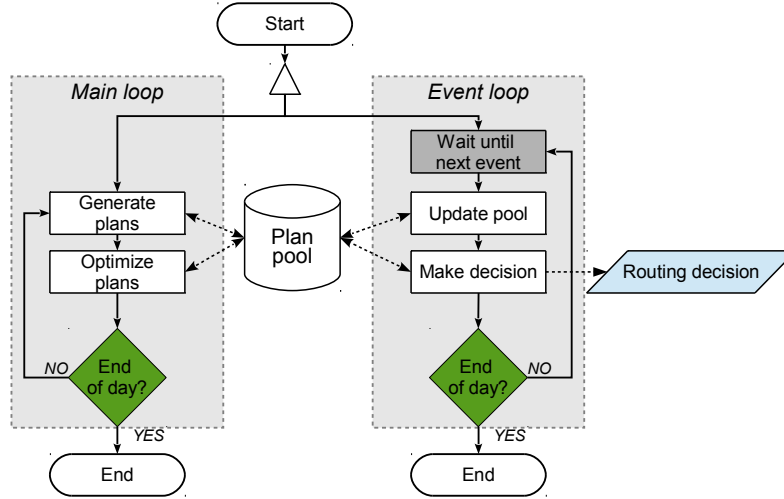 Start
Main loop
Event loop
Wait until
next event
Generate
plans
Plan
pool
Update pool
Optimize
plans
Make decision
Routing decision
NO
End
of day?
End
of day?
NO
YES
YES
End
End